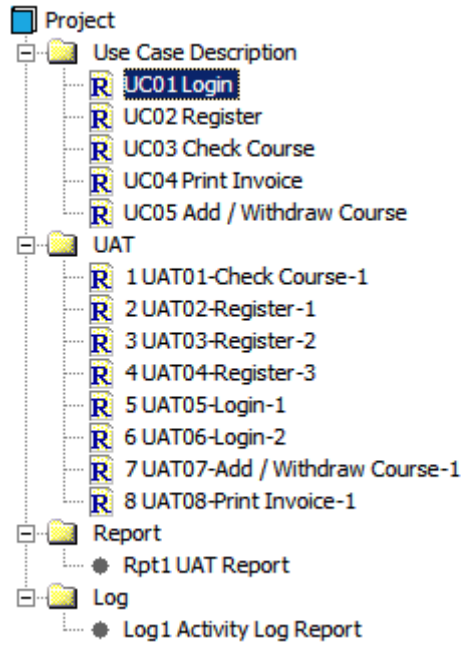 Project
Use Case Description
R UC01 Login
R UC02 Register
R UC03 Check Course
R UC04 Print Invoice
R UC05 Add / Withdraw Course
UAT
R 1 UAT01-Check Course-1
R 2 UAT02-Register-1
R 3 UAT03-Register-2
R 4 UAT04-Register-3
R 5 UAT05-Login-1
R 6 UAT06-Login-2
R 7 UAT07-Add / Withdraw Course-1
R 8 UAT08-Print Invoice-1
Report
Rpt1 UAT Report
Log
Log1 Activity Log Report